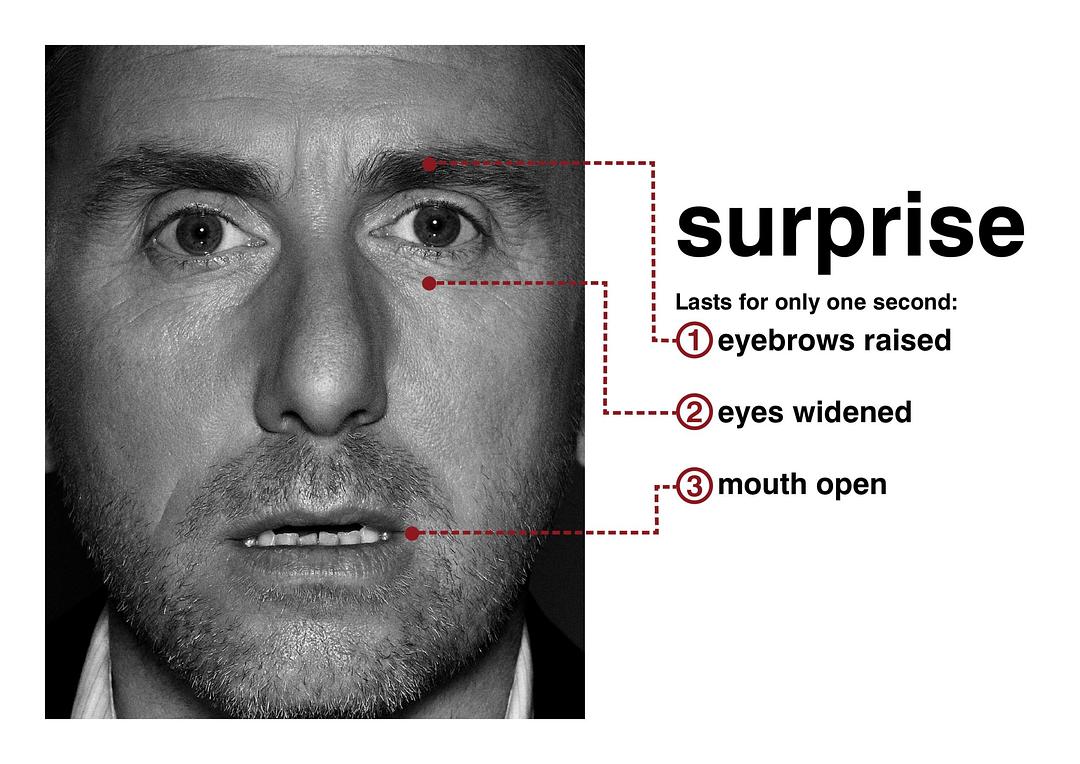 surprise
Lasts for only one second:
1 eyebrows raised
2 eyes widened
3 mouth open